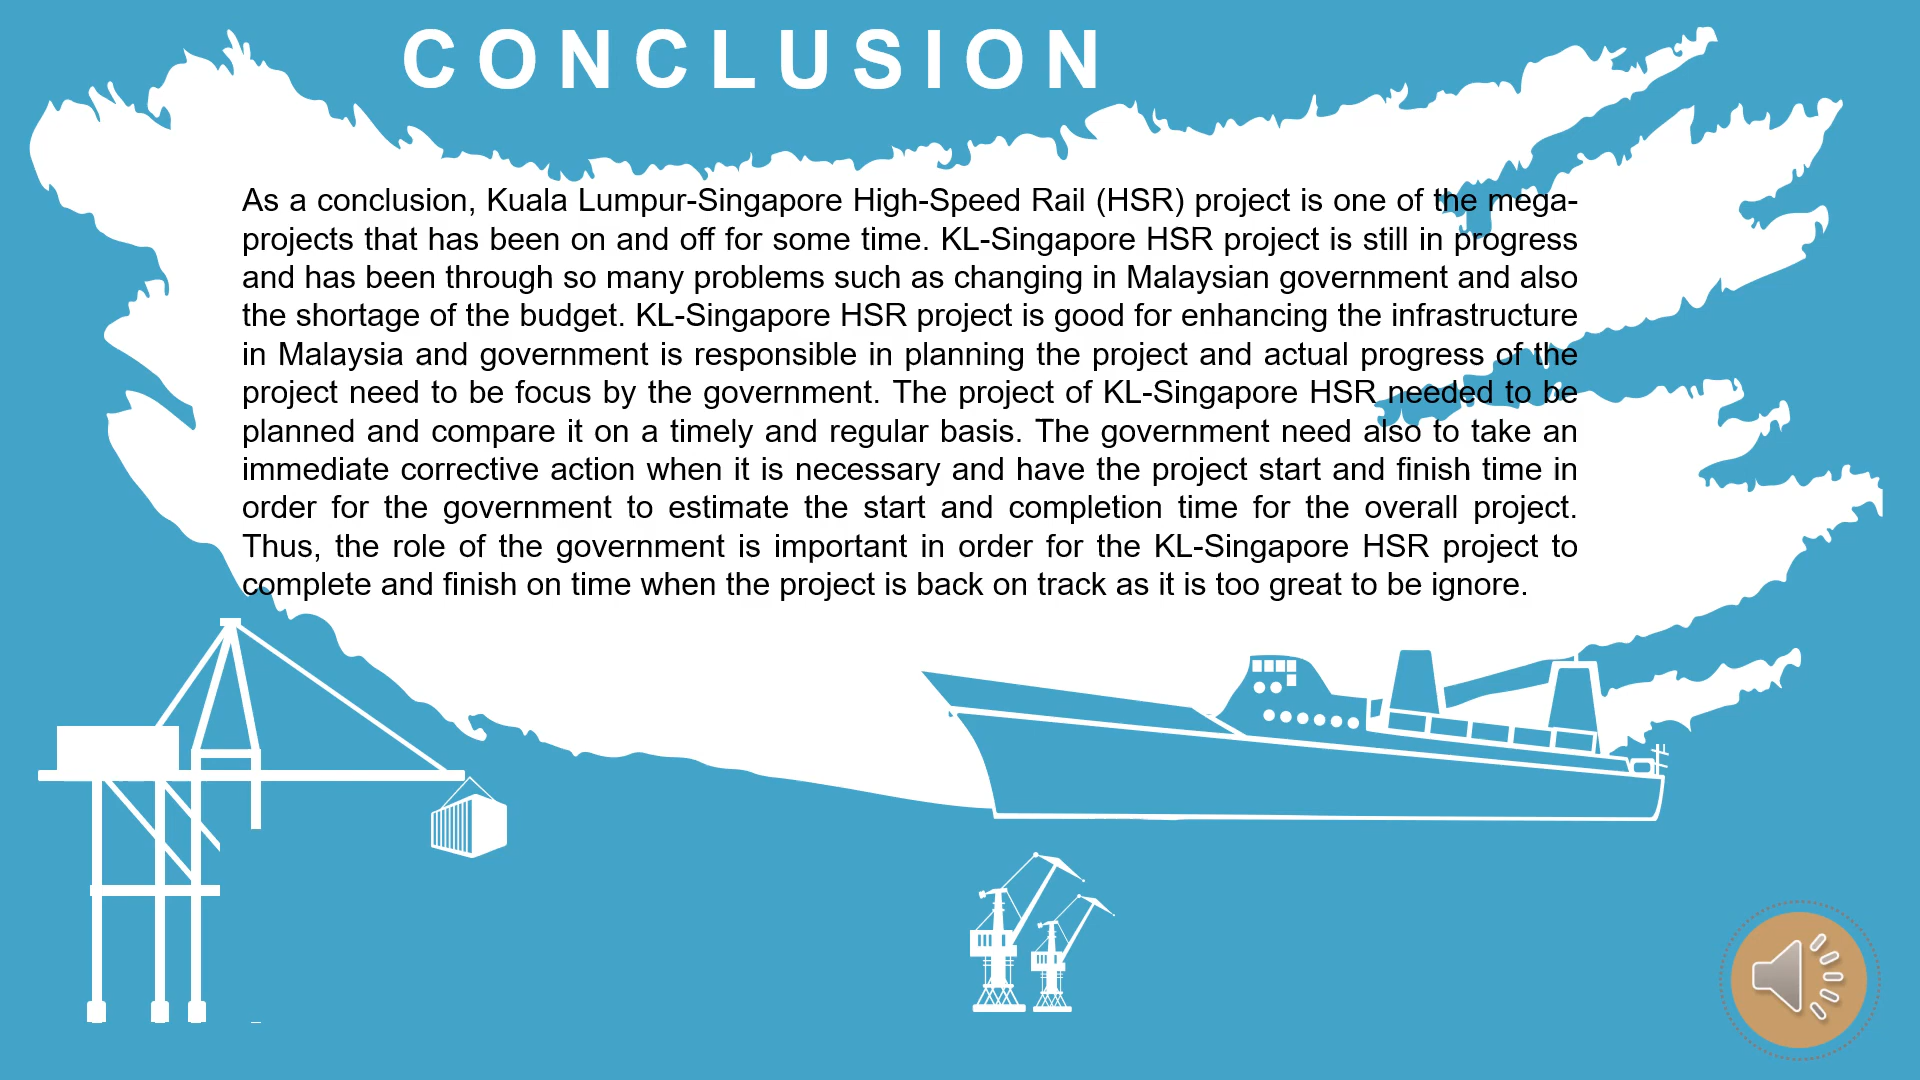 CONCLUSION
As a conclusion, Kuala Lumpur-Singapore High-Speed Rail (HSR) project is one of the mega-
projects that has been on and off for some time. KL-Singapore HSR project is still in progress
and has been through so many problems such as changing in Malaysian government and also
the shortage of the budget. KL-Singapore HSR project is good for enhancing the infrastructure
in Malaysia and government is responsible in planning the project and actual progress of the
project need to be focus by the government. The project of KL-Singapore HSR needed to be
planned and compare it on a timely and regular basis. The government need also to take an
immediate corrective action when it is necessary and have the project start and finish time in
order for the government to estimate the start and completion time for the overall project.
Thus, the role of the government is important in order for the KL-Singapore HSR project to
complete and finish on time when the project is back on track as it is too great to be ignore.